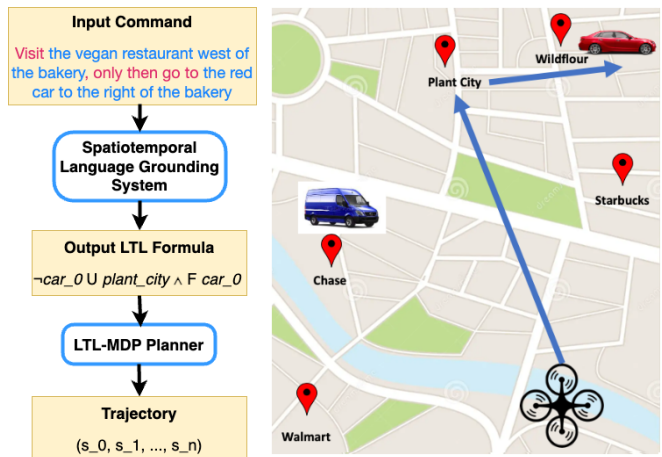 Input Command
Visit the vegan restaurant west of
the bakery, only then go to the red
car to the right of the bakery
Spatiotemporal
Language Grounding
System
Output LTL Formula
¬car_0 U plant_city ∧ F car_0
LTL-MDP Planner
Trajectory
(s_0, s_1, ..., s_n)
Wildflour
Plant City
Starbucks
Chase
Walmart